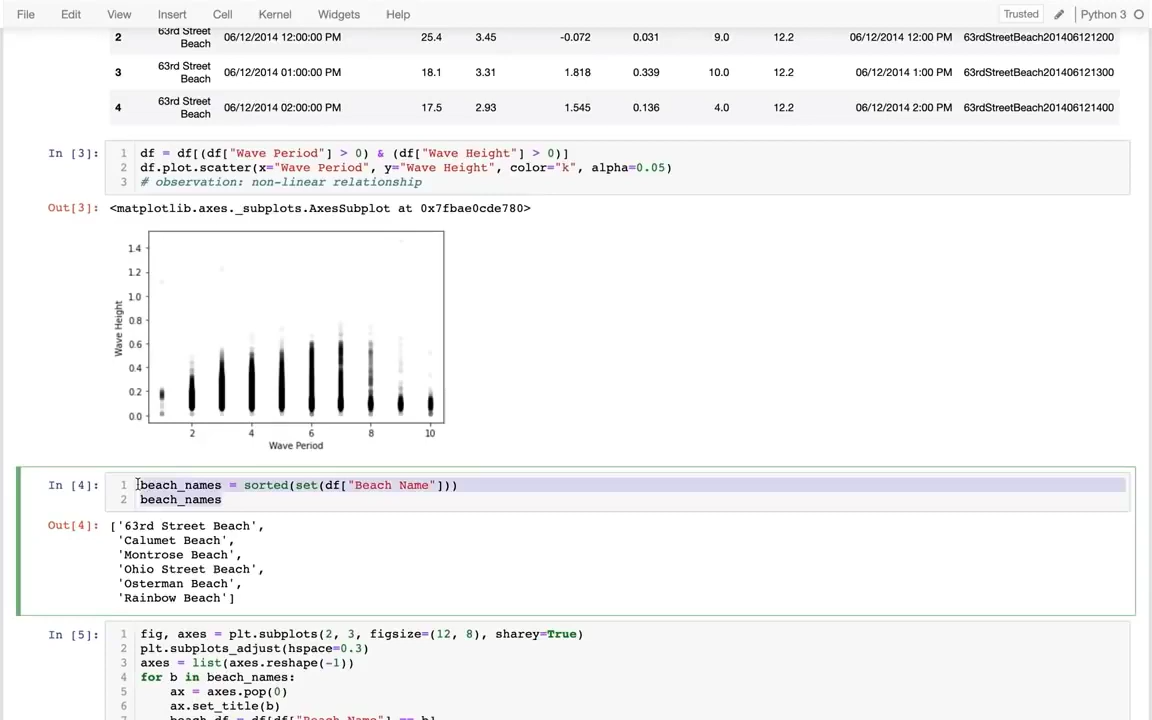 File Edit View Insert Cell Kernel Widgets Help Trusted Python 3
2 63rd Street Beach 06/12/2014 12:00:00 PM 25.4 3.45 -0.072 0.031 9.0 12.2 06/12/2014 12:00 PM 63rdStreetBeach201406121200
3 63rd Street Beach 06/12/2014 01:00:00 PM 18.1 3.31 1.818 0.339 10.0 12.2 06/12/2014 1:00 PM 63rdStreetBeach201406121300
4 63rd Street Beach 06/12/2014 02:00:00 PM 17.5 2.93 1.545 0.136 4.0 12.2 06/12/2014 2:00 PM 63rdStreetBeach201406121400
In [3]: 1 df = df[(df["Wave Period"] > 0) & (df["Wave Height"] > 0)]
2 df.plot.scatter(x="Wave Period", y="Wave Height", color="k", alpha=0.05)
3 # observation: non-linear relationship
Out[3]: <matplotlib.axes._subplots.AxesSubplot at 0x7fbae0cde780>
1.4
1.2
1.0
0.8
0.6
0.4
0.2
0.0
Wave Height
2 4 6 8 10
Wave Period
In [4]: 1 beach_names = sorted(set(df["Beach Name"]))
2 beach_names
Out[4]: ['63rd Street Beach',
'Calumet Beach',
'Montrose Beach',
'Ohio Street Beach',
'Osterman Beach',
'Rainbow Beach']
In [5]: 1 fig, axes = plt.subplots(2, 3, figsize=(12, 8), sharey=True)
2 plt.subplots_adjust(hspace=0.3)
3 axes = list(axes.reshape(-1))
4 for b in beach_names:
5 ax = axes.pop(0)
6 ax.set_title(b)
7 beach_df = df[df["Beach Name"] == b]